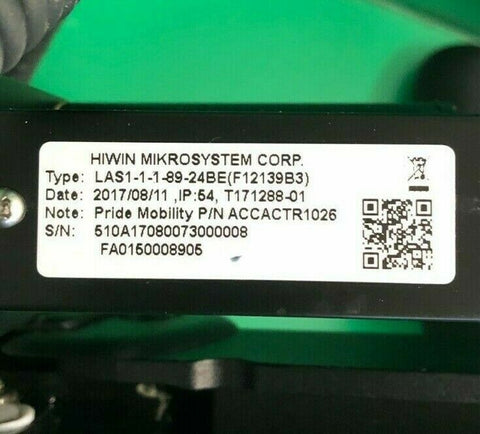 HIWIN MIKROSYSTEM CORP.
Type: LAS1-1-1-89-24BE(F12139B3)
Date: 2017/08/11 ,IP:54, T171288-01
Note: Pride Mobility P/N ACCACTR1026
S/N: 510A17080073000008
FA0150008905